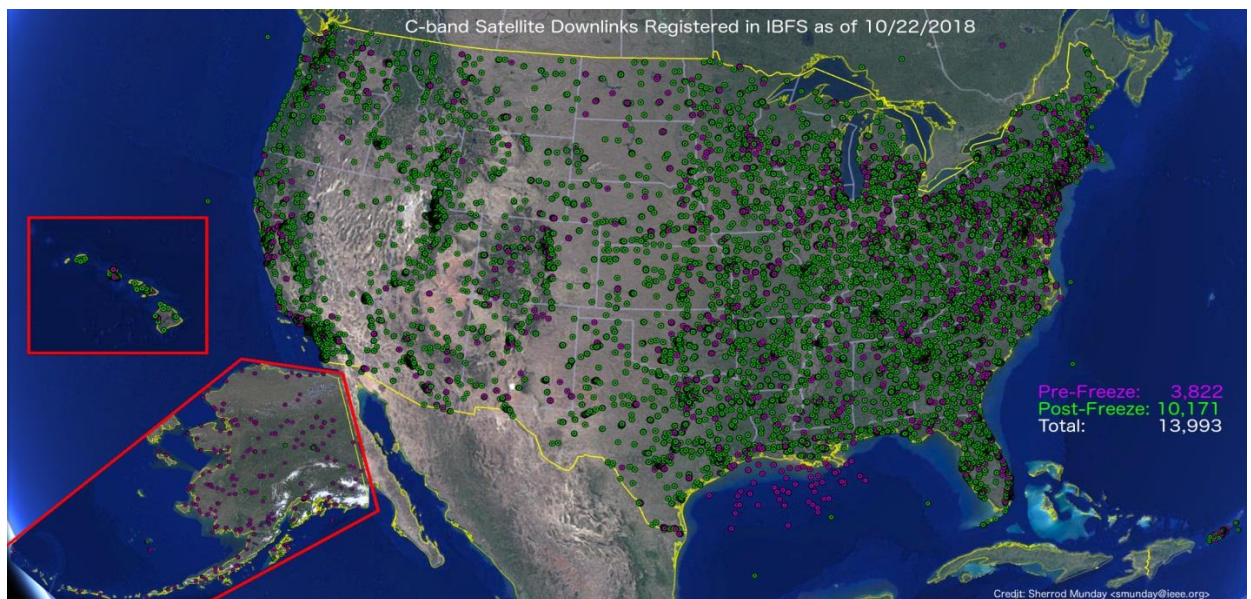 C-band Satellite Downlinks Registered in IBFS as of 10/22/2018
Pre-Freeze: 3,822
Post-Freeze: 10,171
Total: 13,993
Credit: Sherrod Munday <smunday@ieee.org>